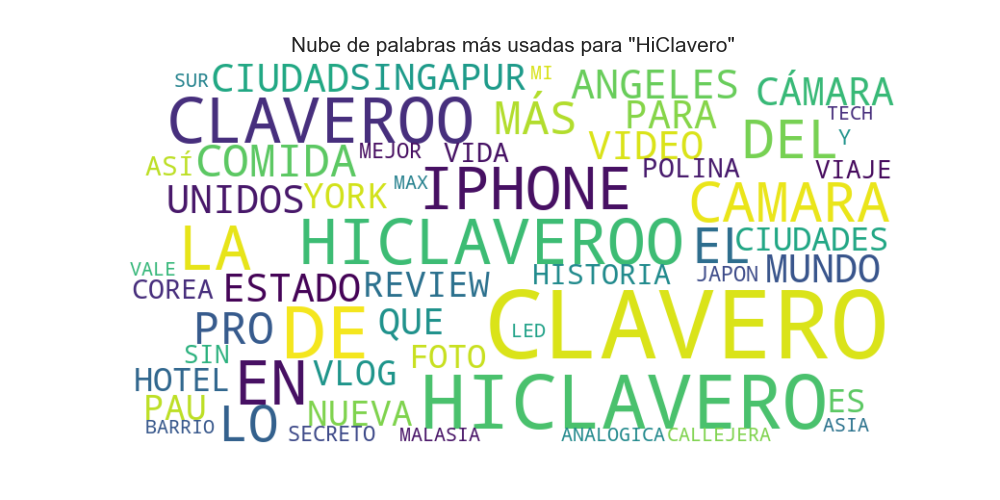 Nube de palabras más usadas para "HiClavero"
SUR CIUDAD SINGAPUR MI ANGELES CÁMARA
CLAVEROO MÁS PARA DEL TECH
ASÍ COMIDA MEJOR VIDA VIDEO Y
UNIDOS YORK MAX IPHONE POLINA VIAJE
LA HICLAVEROO CAMARA
EL CIUDADES
VALE COREA ESTADO REVIEW HISTORIA JAPON MUNDO
PRO DE QUE LED CLAVERO
SIN FOTO
HOTEL EN VLOG HICLAVERO
PAU LO NUEVA ES
BARRIO SECRETO MALASIA ANALOGICA CALLEJERA ASIA